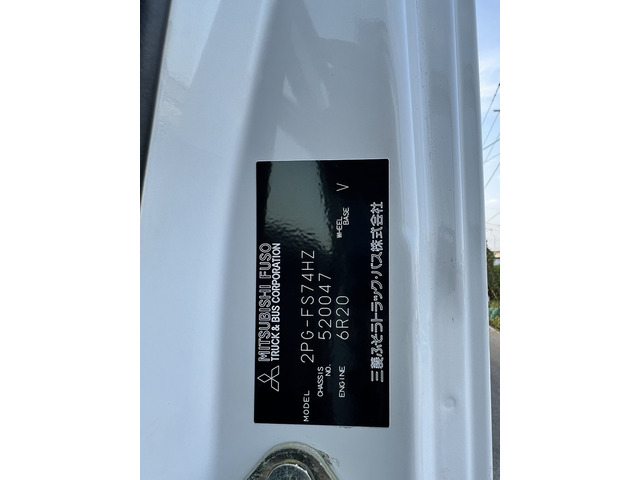 MITSUBISHI FUSO
TRUCK & BUS CORPORATION
MODEL 2PG-FS74HZ
CHASSIS NO. 520047
ENGINE 6R20 WHEEL BASE V
三菱ふそうトラック・バス株式会社